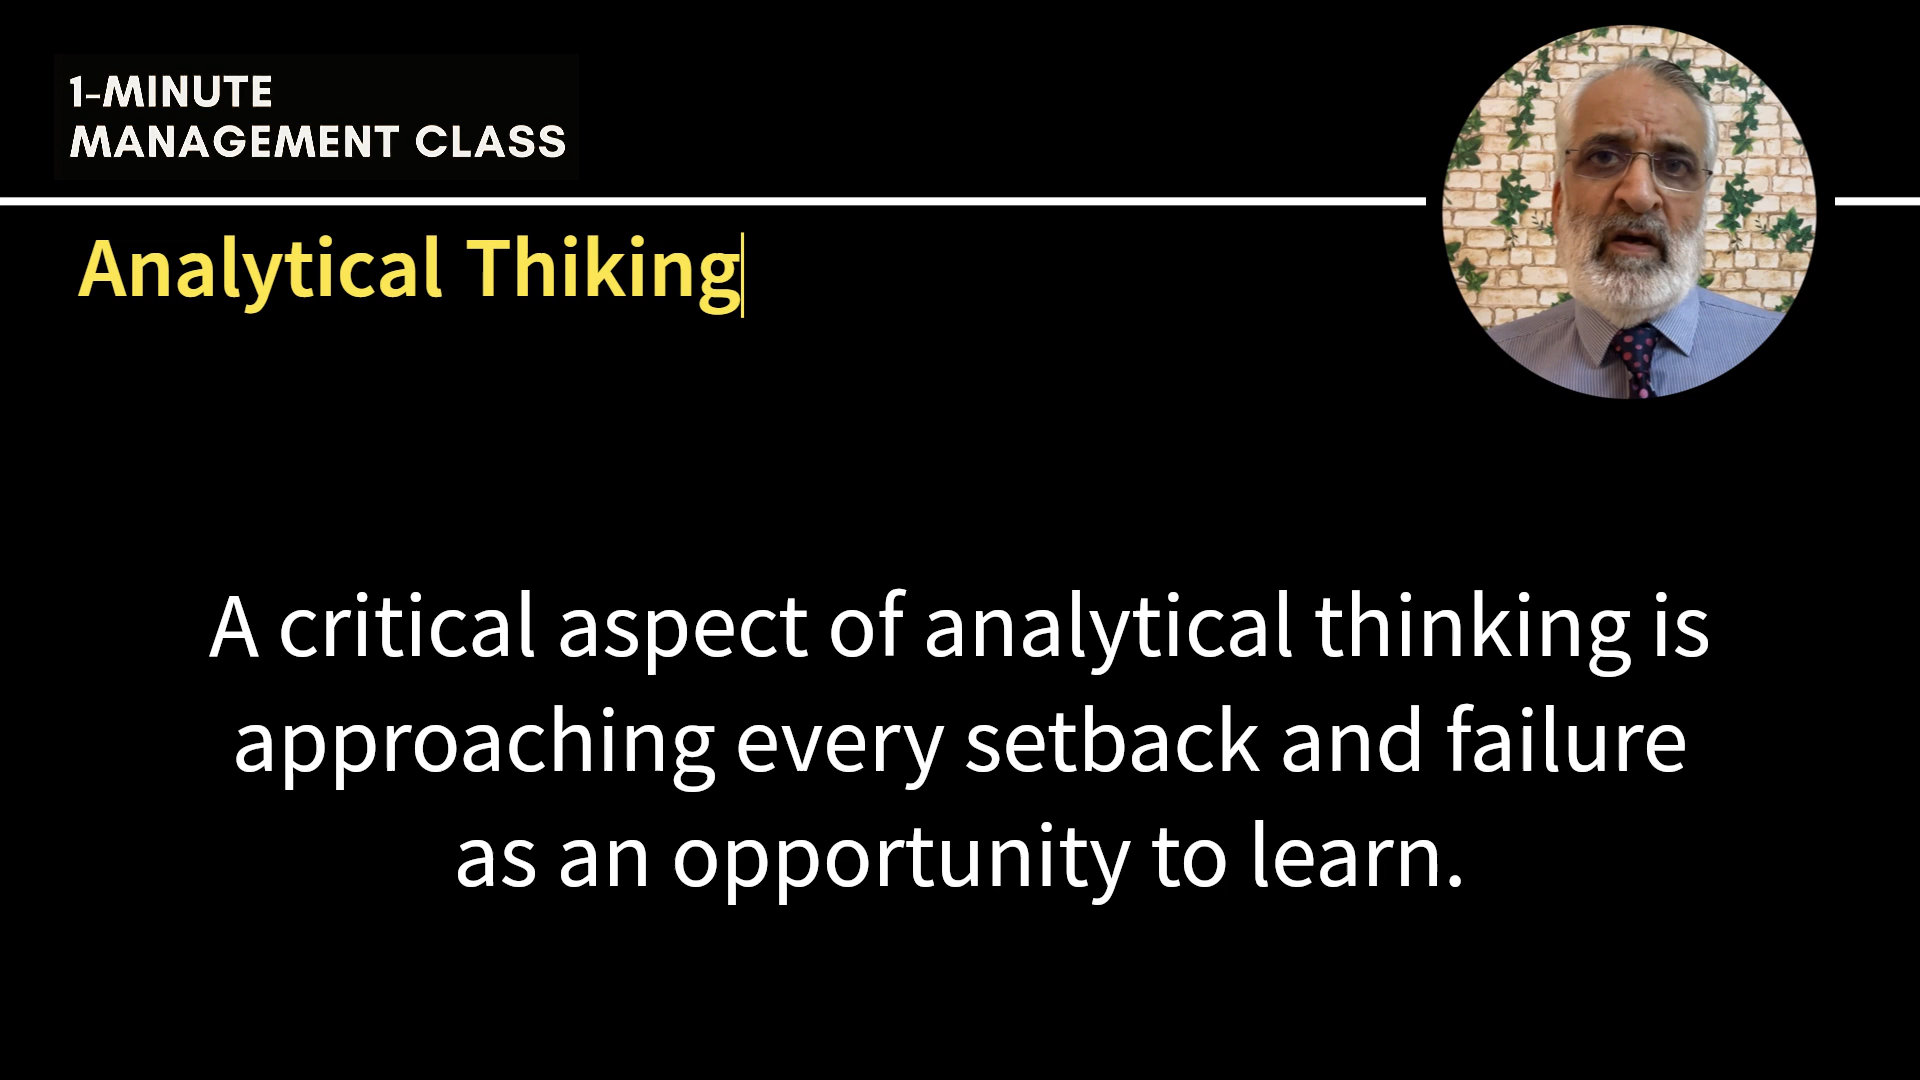 1-MINUTE
MANAGEMENT CLASS
Analytical Thiking
A critical aspect of analytical thinking is
approaching every setback and failure
as an opportunity to learn.